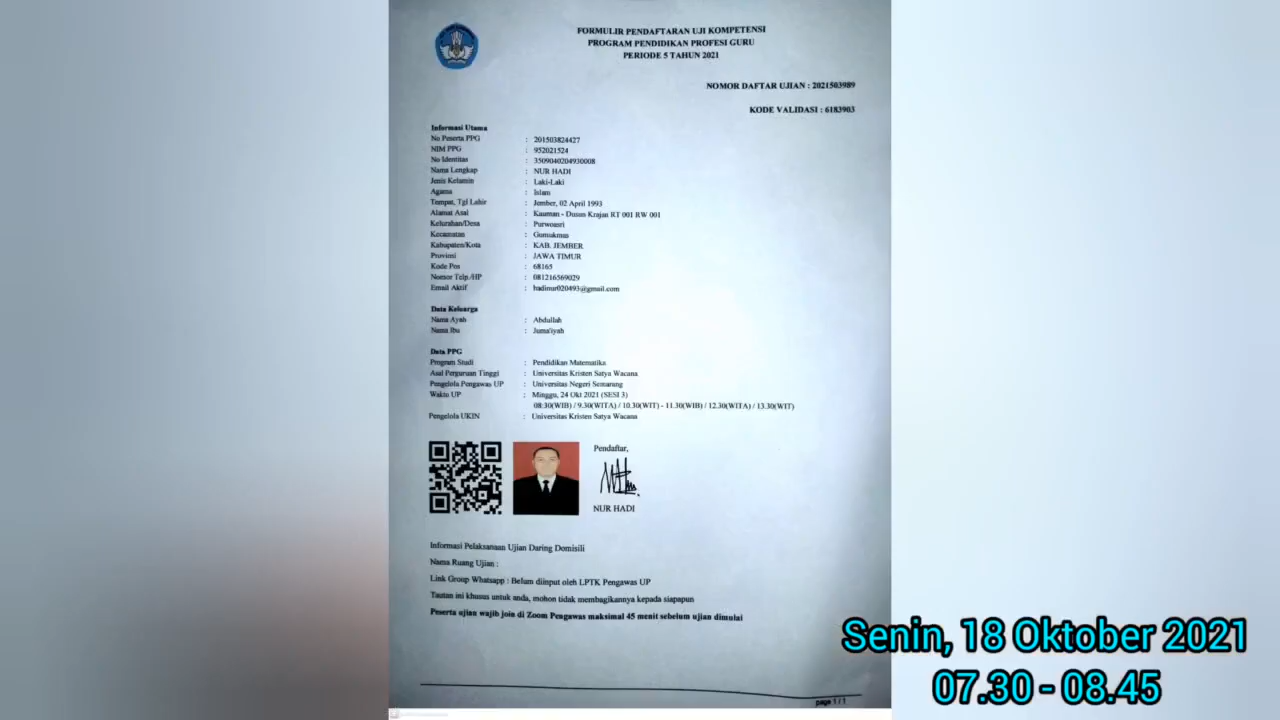 FORMULIR PENDAFTARAN UJI KOMPETENSI
PROGRAM PENDIDIKAN PROFESI GURU
PERIODE 5 TAHUN 2021
NOMOR DAFTAR UJIAN : 2021503989
KODE VALIDASI : 6183903
Informasi Utama
No Peserta PPG : 201503824427
NIM PPG : 952021524
No Identitas : 3509040204930008
Nama Lengkap : NUR HADI
Jenis Kelamin : Laki-Laki
Agama : Islam
Tempat, Tgl Lahir : Jember, 02 April 1993
Alamat Asal : Kauman - Dusun Krajan RT 001 RW 001
Kelurahan/Desa : Purwoasri
Kecamatan : Gumukmas
Kabupaten/Kota : KAB. JEMBER
Provinsi : JAWA TIMUR
Kode Pos : 68165
Nomor Telp./HP : 081216569029
Email Aktif : hadinur020493@gmail.com
Data Keluarga
Nama Ayah : Abdullah
Nama Ibu : Juma'iyah
Data PPG
Program Studi : Pendidikan Matematika
Asal Perguruan Tinggi : Universitas Kristen Satya Wacana
Pengelola Pengawas UP : Universitas Negeri Semarang
Waktu UP : Minggu, 24 Okt 2021 (SESI 3)
08:30(WIB) / 9.30(WITA) / 10.30(WIT) - 11.30(WIB) / 12.30(WITA) / 13.30(WIT)
Pengelola UKIN : Universitas Kristen Satya Wacana
Pendaftar,
NUR HADI
Informasi Pelaksanaan Ujian Daring Domisili
Nama Ruang Ujian :
Link Group Whatsapp : Belum diinput oleh LPTK Pengawas UP
Tautan ini khusus untuk anda, mohon tidak membagikannya kepada siapapun
Peserta ujian wajib join di Zoom Pengawas maksimal 45 menit sebelum ujian dimulai
page 1 / 1
Senin, 18 Oktober 2021
07.30 - 08.45